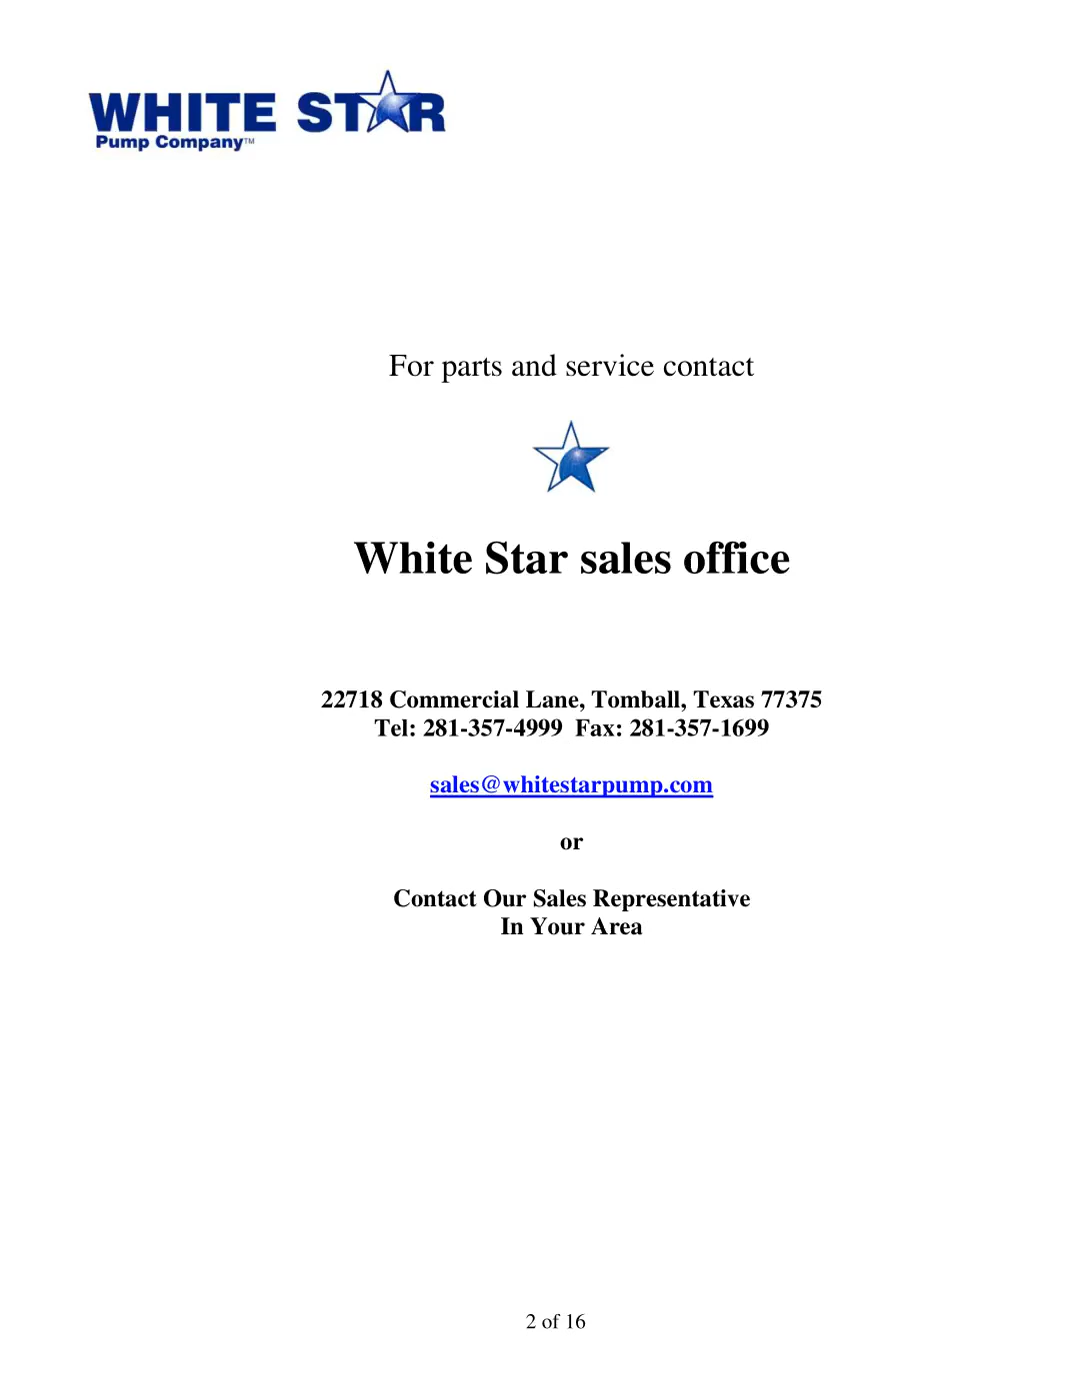 WHITE STAR
Pump Company™
For parts and service contact
White Star sales office
22718 Commercial Lane, Tomball, Texas 77375
Tel: 281-357-4999  Fax: 281-357-1699
sales@whitestarpump.com
or
Contact Our Sales Representative
In Your Area
2 of 16